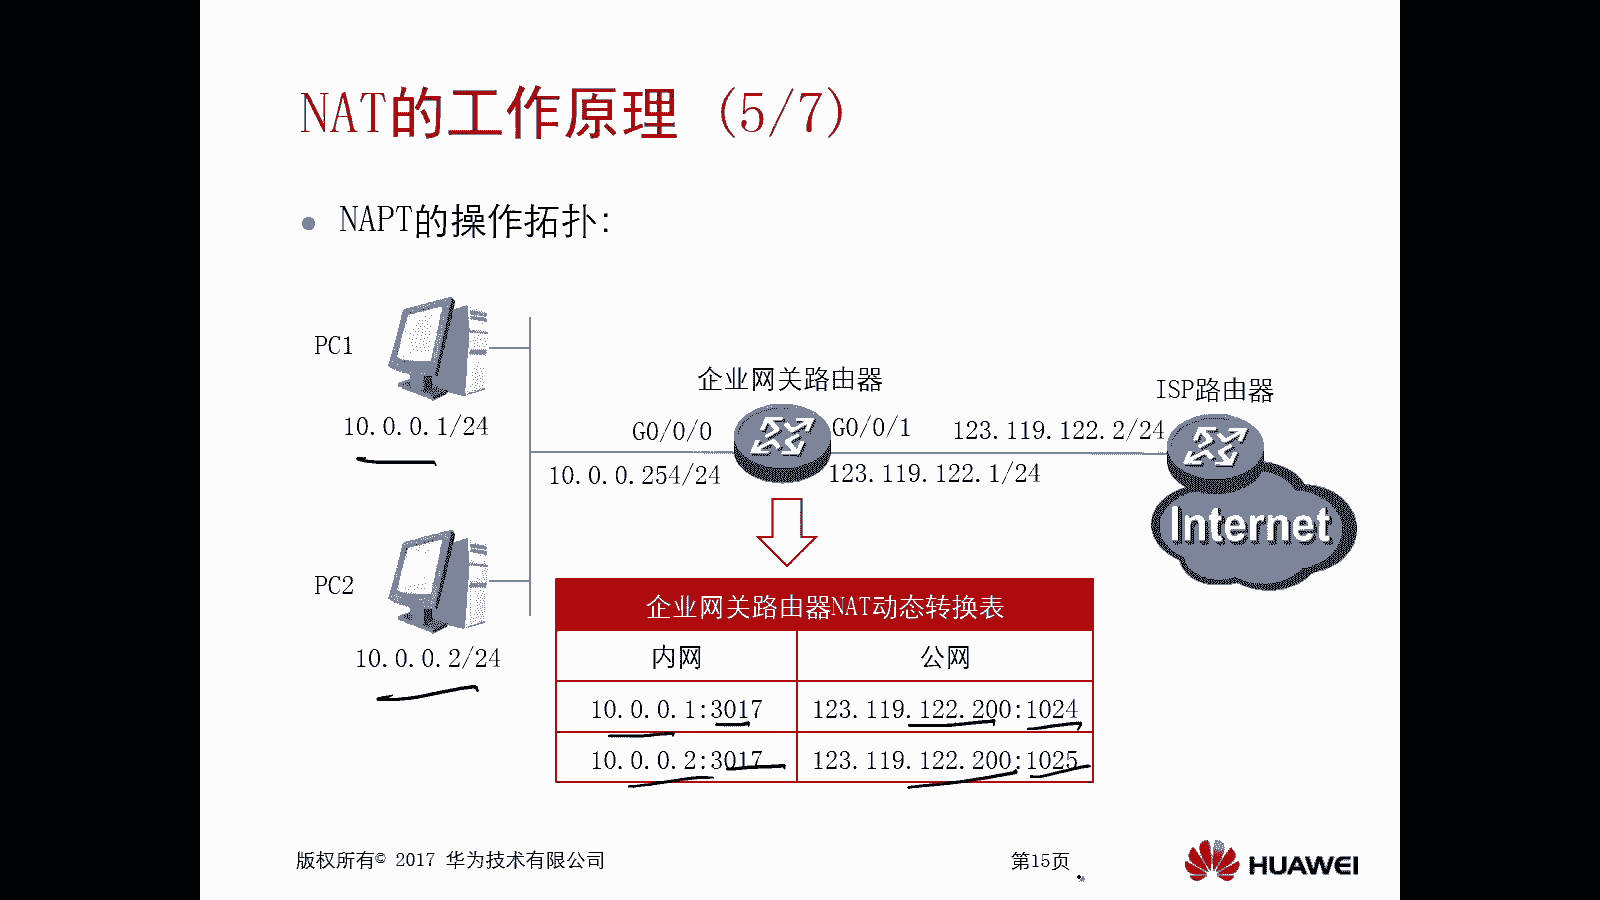 NAT的工作原理 (5/7)
NAPT的操作拓扑:
PC1
10.0.0.1/24
企业网关路由器
ISP路由器
G0/0/0
G0/0/1
123.119.122.2/24
10.0.0.254/24
123.119.122.1/24
Internet
PC2
10.0.0.2/24
企业网关路由器NAT动态转换表
内网 公网
10.0.0.1:3017 123.119.122.200:1024
10.0.0.2:3017 123.119.122.200:1025
版权所有© 2017 华为技术有限公司
第15页
HUAWEI